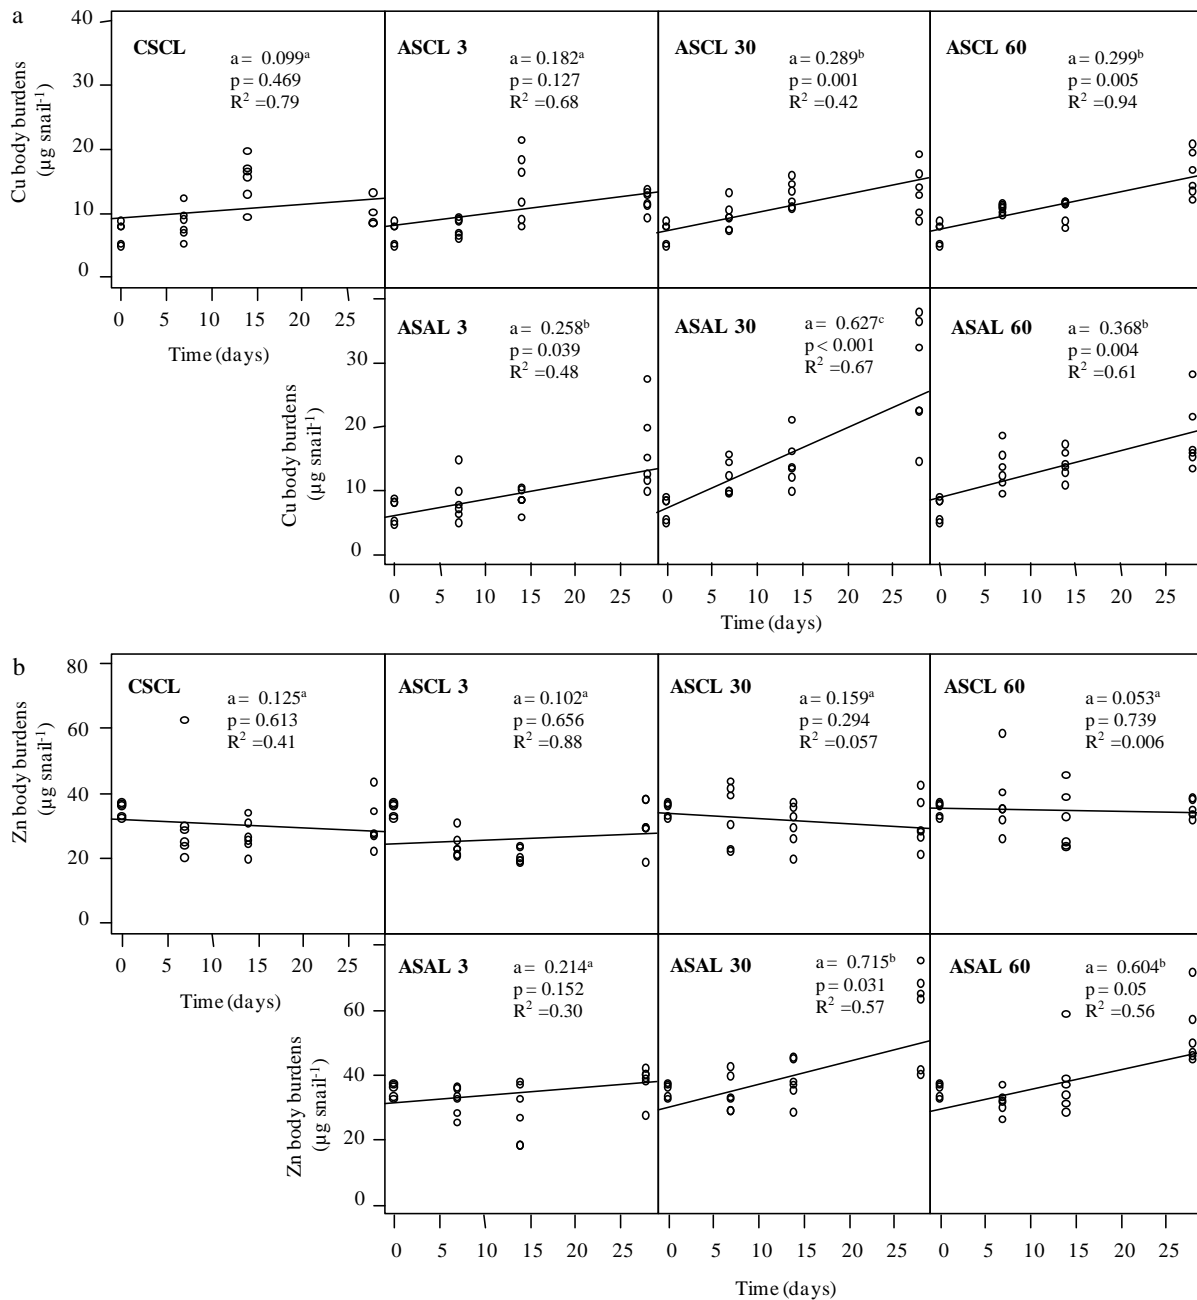 a
Cu body burdens
(µg snail-1)
40
30
20
10
0
CSCL
a = 0.099a
p = 0.469
R2 =0.79
ASCL 3
a = 0.182a
p = 0.127
R2 =0.68
ASCL 30
a = 0.289b
p = 0.001
R2 =0.42
ASCL 60
a = 0.299b
p = 0.005
R2 =0.94
0 5 10 15 20 25
Time (days)
Cu body burdens
(µg snail-1)
30
20
10
0
ASAL 3
a = 0.258b
p = 0.039
R2 =0.48
ASAL 30
a = 0.627c
p < 0.001
R2 =0.67
ASAL 60
a = 0.368b
p = 0.004
R2 =0.61
0 5 10 15 20 25 0 5 10 15 20 25 0 5 10 15 20 25
Time (days)
b
Zn body burdens
(µg snail-1)
80
60
40
20
0
CSCL
a = 0.125a
p = 0.613
R2 =0.41
ASCL 3
a = 0.102a
p = 0.656
R2 =0.88
ASCL 30
a = 0.159a
p = 0.294
R2 =0.057
ASCL 60
a = 0.053a
p = 0.739
R2 =0.006
0 5 10 15 20 25
Time (days)
Zn body burdens
(µg snail-1)
60
40
20
0
ASAL 3
a = 0.214a
p = 0.152
R2 =0.30
ASAL 30
a = 0.715b
p = 0.031
R2 =0.57
ASAL 60
a = 0.604b
p = 0.05
R2 =0.56
0 5 10 15 20 25 0 5 10 15 20 25 0 5 10 15 20 25
Time (days)